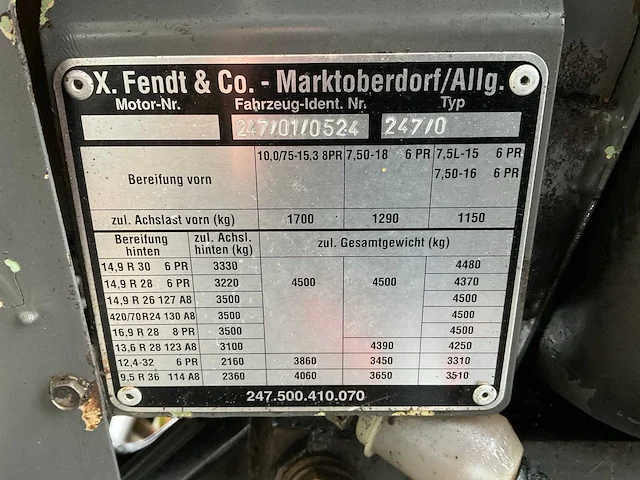 X. Fendt & Co. - Marktoberdorf/Allg.
Motor-Nr. Fahrzeug-Ident. Nr. Typ
247/01/0524 247/0
10,0/75-15,3 8PR 7,50-18 6 PR 7,5L-15 6 PR
7,50-16 6 PR
Bereifung vorn
zul. Achslast vorn (kg) 1700 1290 1150
Bereifung hinten zul. Achsl. hinten (kg) zul. Gesamtgewicht (kg)
14,9 R 30 6 PR 3330 4480
14,9 R 28 6 PR 3220 4500 4500 4370
14,9 R 26 127 A8 3500 4500
420/70R24 130 A8 3500 4500
16,9 R 28 8 PR 3500 4500
13,6 R 28 123 A8 3100 4390 4250
12,4-32 6 PR 2160 3860 3450 3310
9,5 R 36 114 A8 2360 4060 3650 3510
247.500.410.070